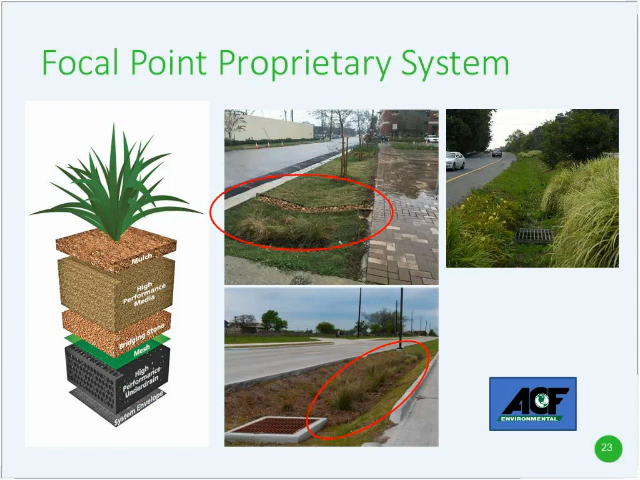 Focal Point Proprietary System
Mulch
High
Performance
Media
Bridging Stone
Mesh
High
Performance
Underdrain
System Envelope
ACF
ENVIRONMENTAL
23